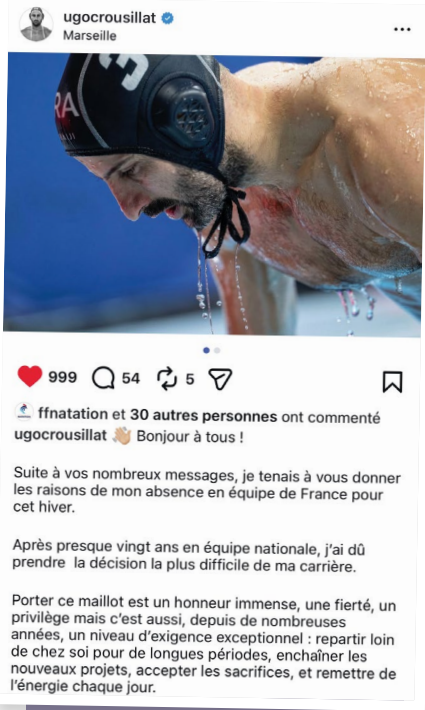 ugocrousillat
Marseille
3
RA
999 54 5
ffnatation et 30 autres personnes ont commenté
ugocrousillat 👋🏼 Bonjour à tous !
Suite à vos nombreux messages, je tenais à vous donner
les raisons de mon absence en équipe de France pour
cet hiver.
Après presque vingt ans en équipe nationale, j’ai dû
prendre la décision la plus difficile de ma carrière.
Porter ce maillot est un honneur immense, une fierté, un
privilège mais c’est aussi, depuis de nombreuses
années, un niveau d’exigence exceptionnel : repartir loin
de chez soi pour de longues périodes, enchaîner les
nouveaux projets, accepter les sacrifices, et remettre de
l’énergie chaque jour.